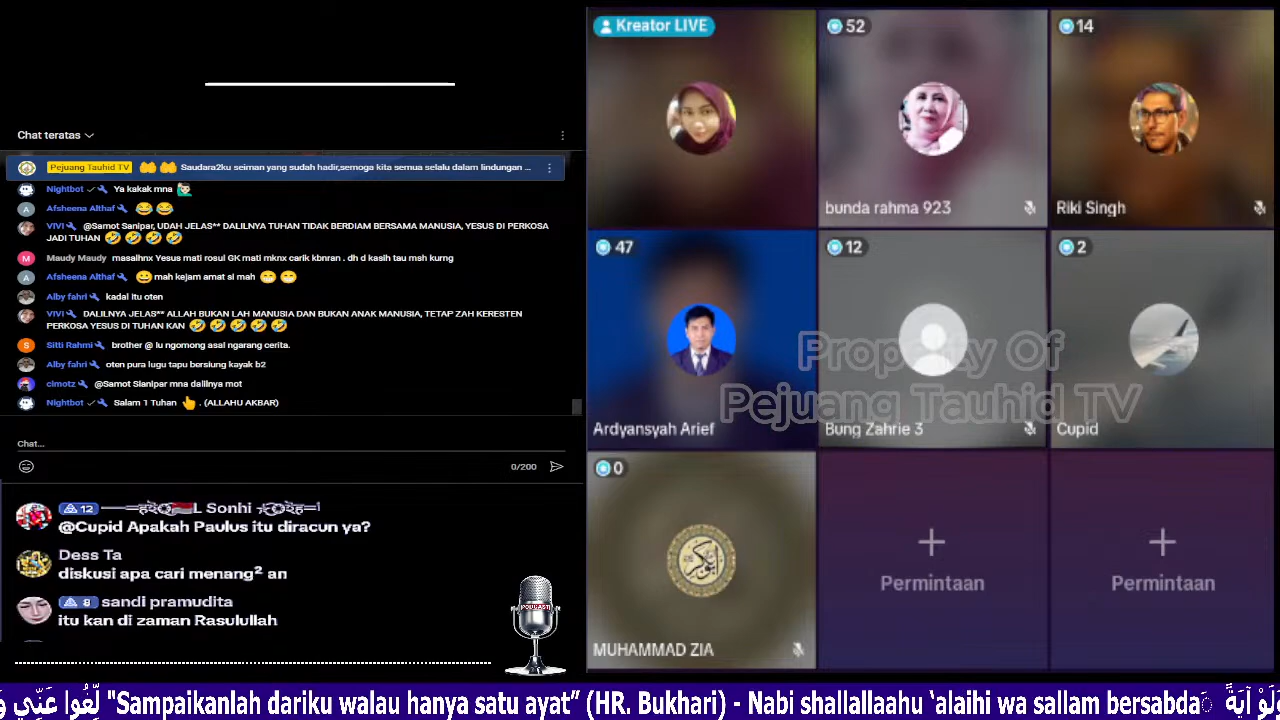 Chat teratas
Pejuang Tauhid TV 🤲 🤲 Saudara2ku seiman yang sudah hadir,semoga kita semua selalu dalam lindungan ...
Nightbot Ya kakak mna 🙋🏻‍♂️
Afsheena Althaf 😂 😂
VIVI @Samot Sanipar, UDAH JELAS** DALILNYA TUHAN TIDAK BERDIAM BERSAMA MANUSIA, YESUS DI PERKOSA
JADI TUHAN 🤣 🤣 🤣 🤣
Maudy Maudy masalhnx Yesus mati rosul GK mati mknx carik kbnran . dh d kasih tau msh kurng
Afsheena Althaf 😀 mah kejam amat si mah 😁 😁
Alby fahri kadal itu oten
VIVI DALILNYA JELAS** ALLAH BUKAN LAH MANUSIA DAN BUKAN ANAK MANUSIA, TETAP ZAH KERESTEN
PERKOSA YESUS DI TUHAN KAN 🤣 🤣 🤣 🤣 🤣
Sitti Rahmi brother @ lu ngomong asal ngarang cerita.
Alby fahri oten pura lugu tapu bersiung kayak b2
cimotz @Samot Sianipar mna dalilnya mot
Nightbot Salam 1 Tuhan 👆 . (ALLAHU AKBAR)
Chat...
0/200
12 L Sonhi
@Cupid Apakah Paulus itu diracun ya?
Dess Ta
diskusi apa cari menang² an
8 sandi pramudita
itu kan di zaman Rasulullah
PODCAST
Kreator LIVE
52
bunda rahma 923
14
Riki Singh
47
Ardyansyah Arief
12
Bung Zahrie 3
2
Cupid
Property Of
Pejuang Tauhid TV
0
MUHAMMAD ZIA
Permintaan
Permintaan
لِّغُوا عَنِّي "Sampaikanlah dariku walau hanya satu ayat” (HR. Bukhari) - Nabi shallallaahu ‘alaihi wa sallam bersabda وَلَوْ آيَةً